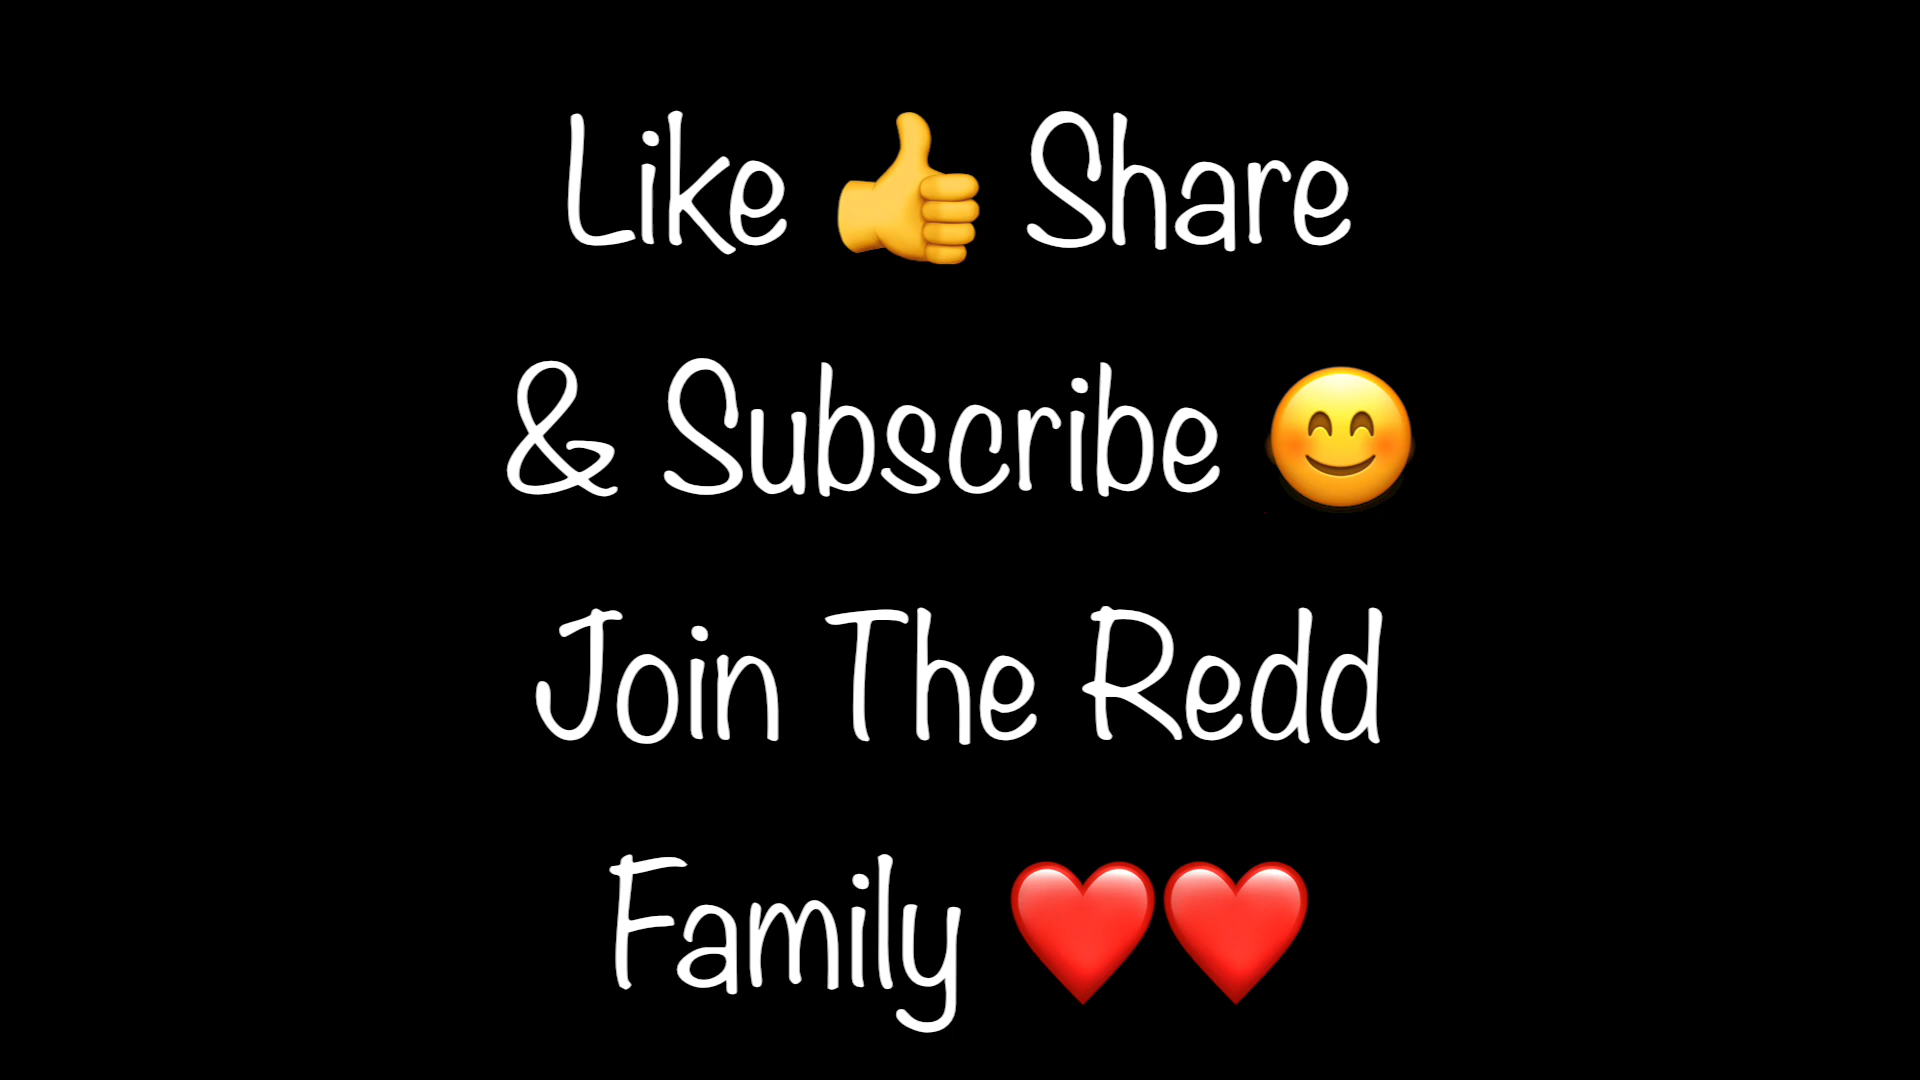 Like 👍 Share
& Subscribe 😊
Join The Redd
Family ❤️❤️